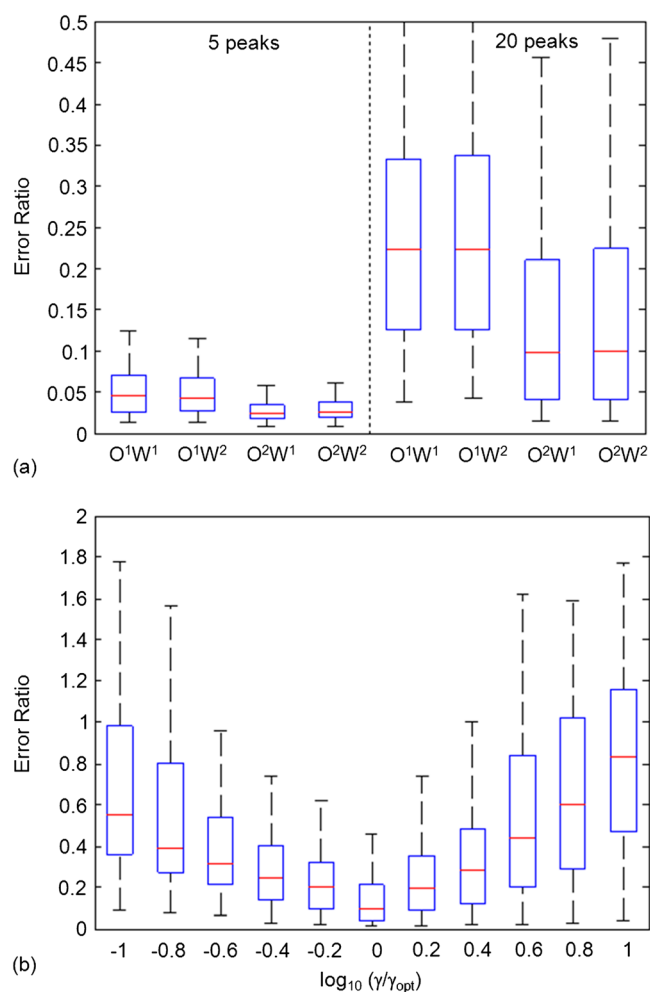 5 peaks
20 peaks
0.5
0.45
0.4
0.35
0.3
0.25
0.2
0.15
0.1
0.05
0
Error Ratio
O¹W¹ O¹W² O²W¹ O²W² O¹W¹ O¹W² O²W¹ O²W²
(a)
2
1.8
1.6
1.4
1.2
1
0.8
0.6
0.4
0.2
0
Error Ratio
-1 -0.8 -0.6 -0.4 -0.2 0 0.2 0.4 0.6 0.8 1
log₁₀ (γ/γopt)
(b)